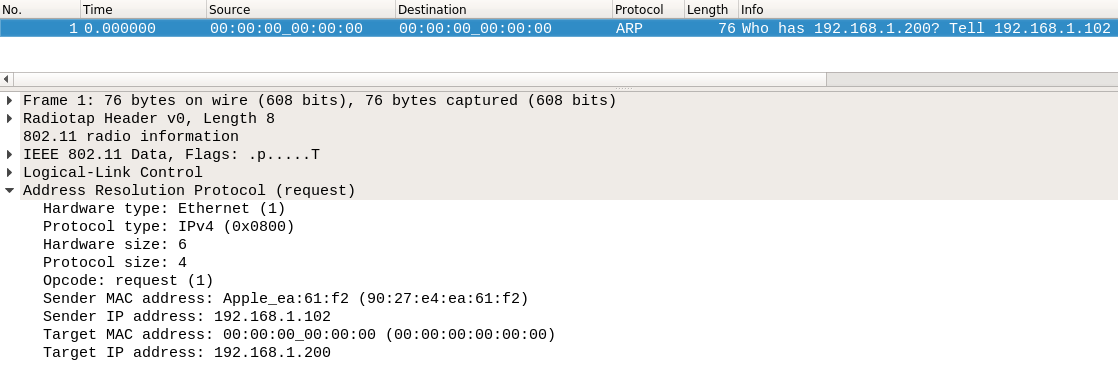 No. Time Source Destination Protocol Length Info
1 0.000000 00:00:00_00:00:00 00:00:00_00:00:00 ARP 76 Who has 192.168.1.200? Tell 192.168.1.102
Frame 1: 76 bytes on wire (608 bits), 76 bytes captured (608 bits)
Radiotap Header v0, Length 8
802.11 radio information
IEEE 802.11 Data, Flags: .p.....T
Logical-Link Control
Address Resolution Protocol (request)
Hardware type: Ethernet (1)
Protocol type: IPv4 (0x0800)
Hardware size: 6
Protocol size: 4
Opcode: request (1)
Sender MAC address: Apple_ea:61:f2 (90:27:e4:ea:61:f2)
Sender IP address: 192.168.1.102
Target MAC address: 00:00:00_00:00:00 (00:00:00:00:00:00)
Target IP address: 192.168.1.200